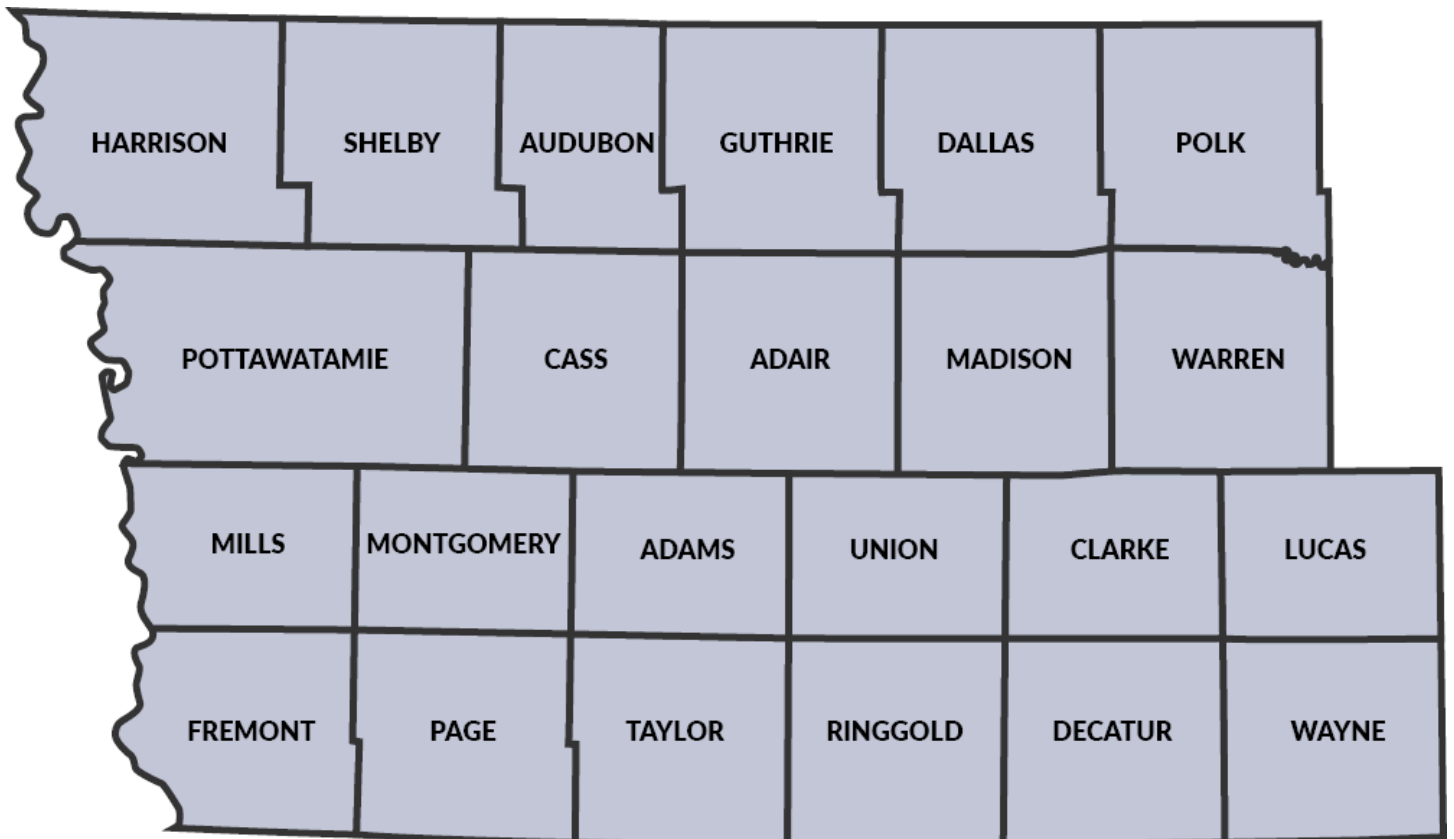 HARRISON
SHELBY
AUDUBON
GUTHRIE
DALLAS
POLK
POTTAWATAMIE
CASS
ADAIR
MADISON
WARREN
MILLS
MONTGOMERY
ADAMS
UNION
CLARKE
LUCAS
FREMONT
PAGE
TAYLOR
RINGGOLD
DECATUR
WAYNE